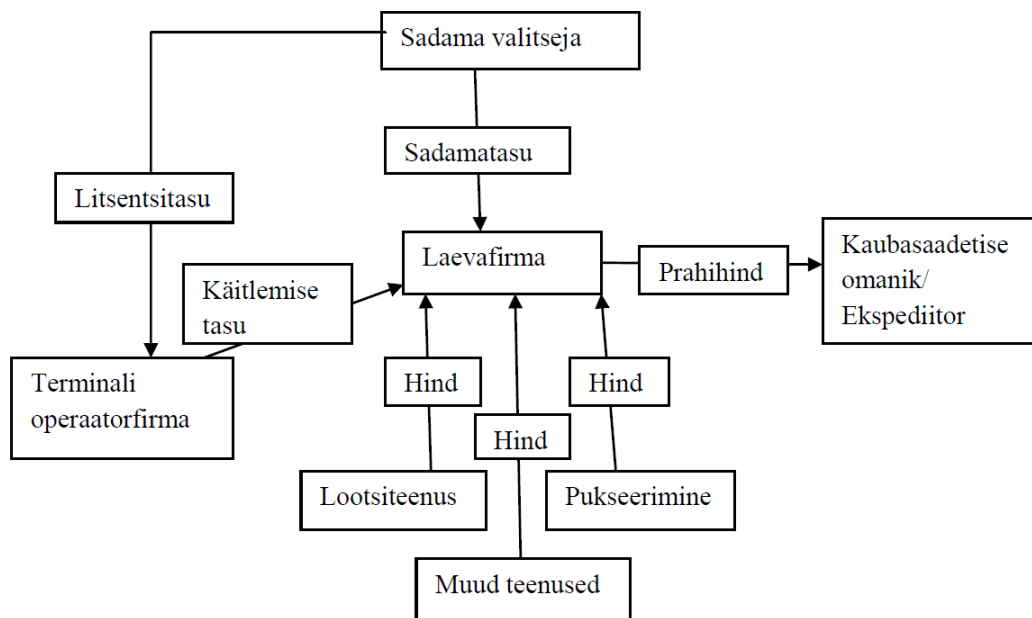 Sadama valitseja
Sadamatasu
Litsentsitasu
Laevafirma
Prahihind
Kaubasaadetise
omanik/
Ekspediitor
Käitlemise
tasu
Terminali
operaatorfirma
Hind
Hind
Hind
Lootsiteenus
Pukseerimine
Muud teenused